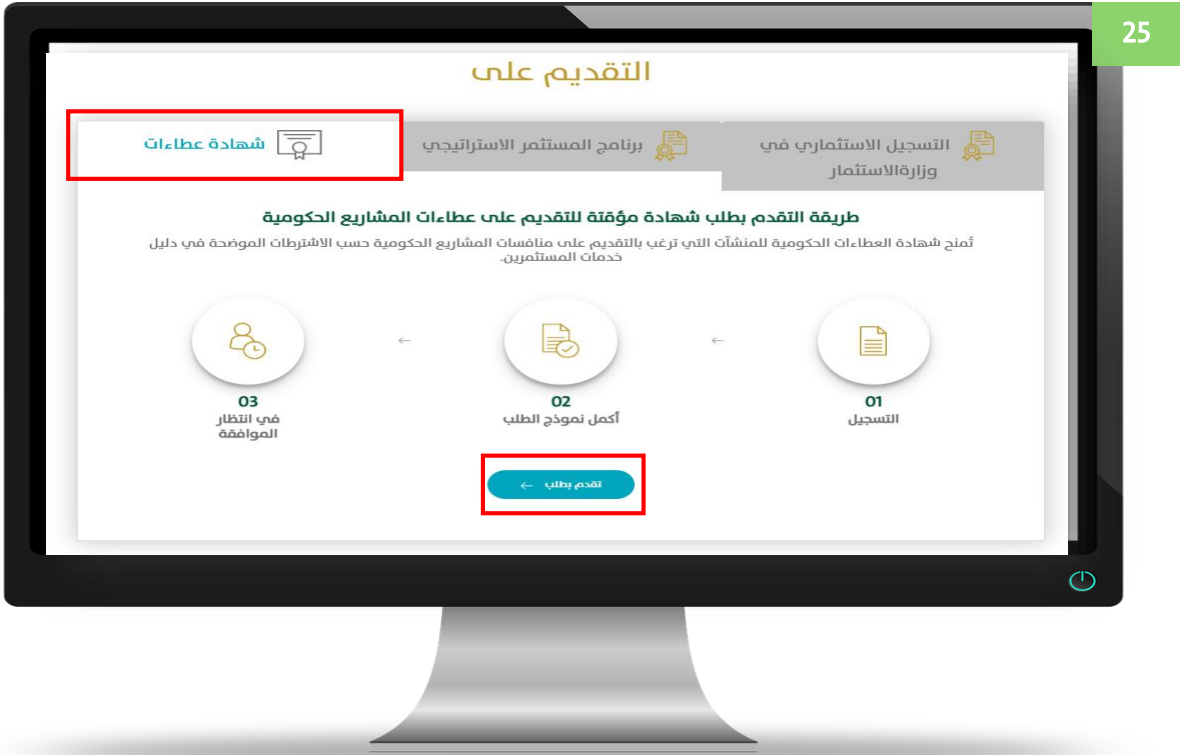 25
التقديم على
التسجيل الاستثماري في
وزارةالاستثمار
برنامج المستثمر الاستراتيجي
شهادة عطاءات
طريقة التقدم بطلب شهادة مؤقتة للتقديم على عطاءات المشاريع الحكومية
تُمنح شهادة العطاءات الحكومية للمنشآت التي ترغب بالتقديم على منافسات المشاريع الحكومية حسب الاشترطات الموضحة في دليل
خدمات المستثمرين.
01
التسجيل
02
أكمل نموذج الطلب
03
في انتظار
الموافقة
تقدم بطلب ←